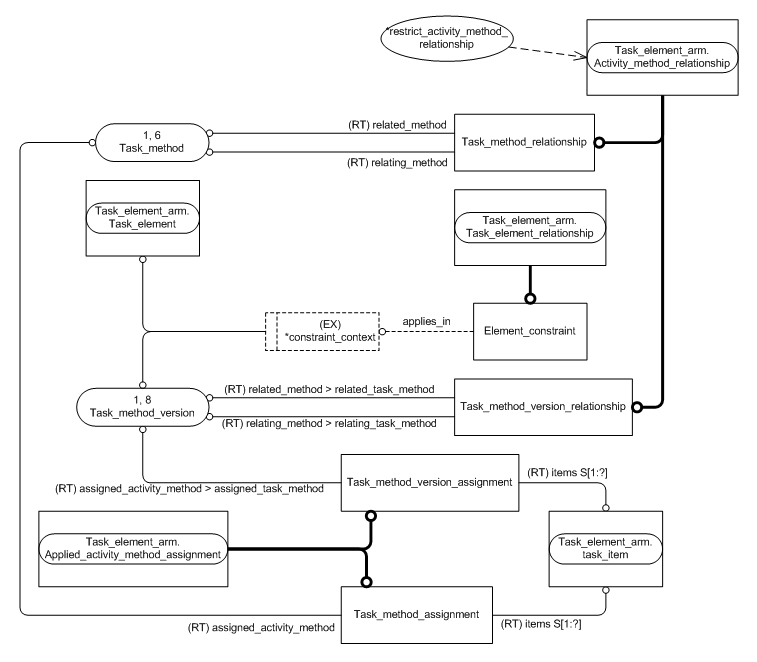 *restrict_activity_method_
relationship
Task_element_arm.
Activity_method_relationship
1, 6
Task_method
(RT) related_method
(RT) relating_method
Task_method_relationship
Task_element_arm.
Task_element
Task_element_arm.
Task_element_relationship
(EX)
*constraint_context
applies_in
Element_constraint
1, 8
Task_method_version
(RT) related_method > related_task_method
(RT) relating_method > relating_task_method
Task_method_version_relationship
(RT) assigned_activity_method > assigned_task_method
Task_method_version_assignment
(RT) items S[1:?]
Task_element_arm.
Applied_activity_method_assignment
Task_element_arm.
task_item
(RT) assigned_activity_method
Task_method_assignment
(RT) items S[1:?]